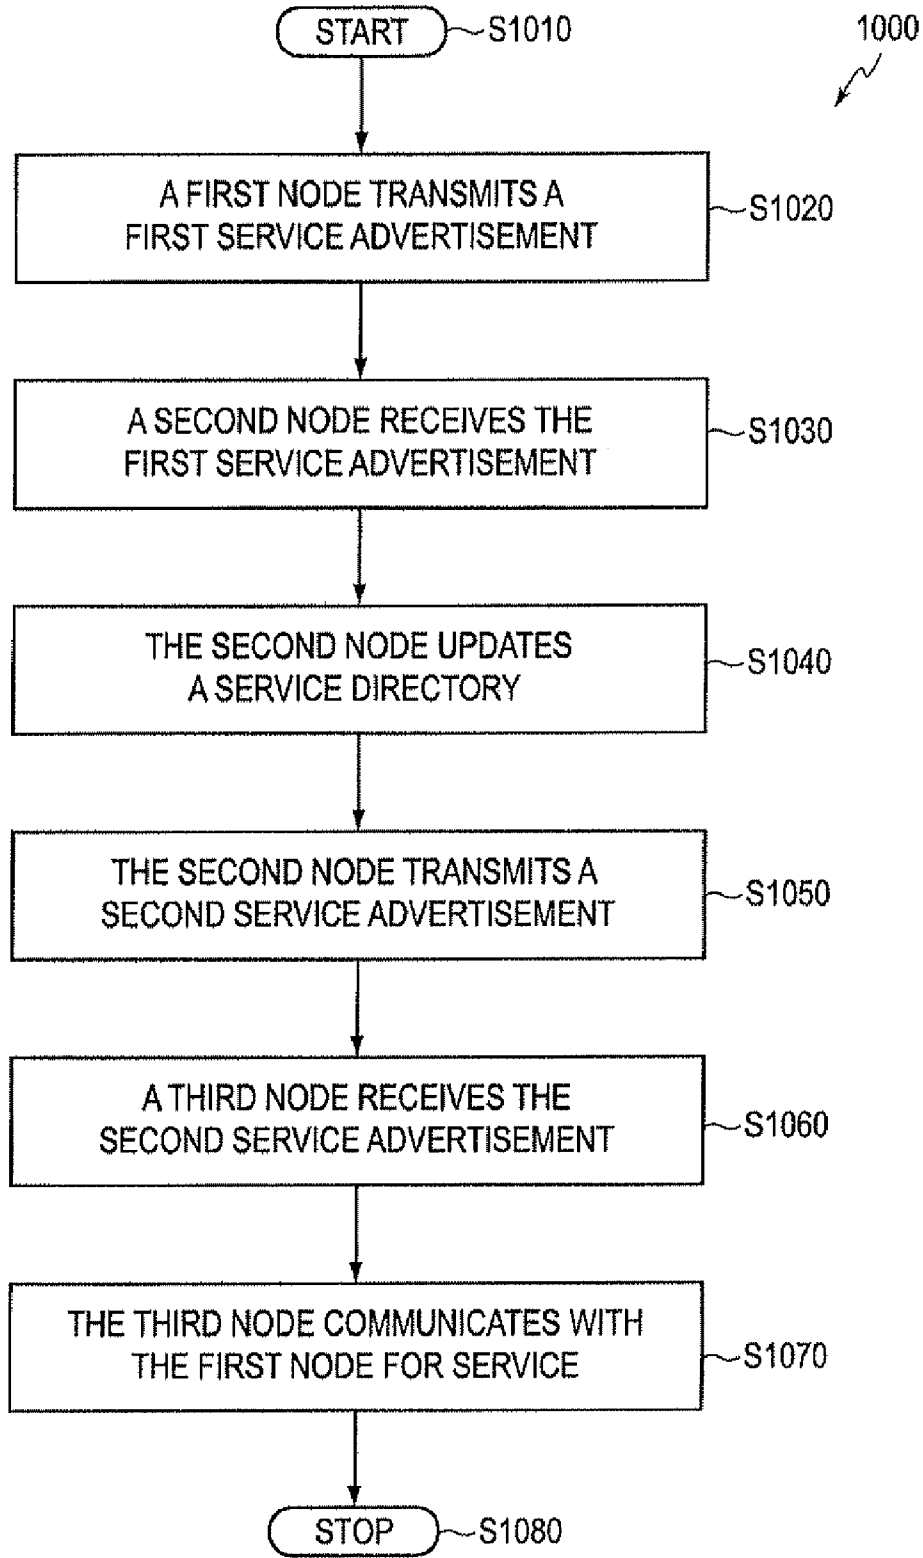 START
S1010
1000
A FIRST NODE TRANSMITS A
FIRST SERVICE ADVERTISEMENT
S1020
A SECOND NODE RECEIVES THE
FIRST SERVICE ADVERTISEMENT
S1030
THE SECOND NODE UPDATES
A SERVICE DIRECTORY
S1040
THE SECOND NODE TRANSMITS A
SECOND SERVICE ADVERTISEMENT
S1050
A THIRD NODE RECEIVES THE
SECOND SERVICE ADVERTISEMENT
S1060
THE THIRD NODE COMMUNICATES WITH
THE FIRST NODE FOR SERVICE
S1070
STOP
S1080